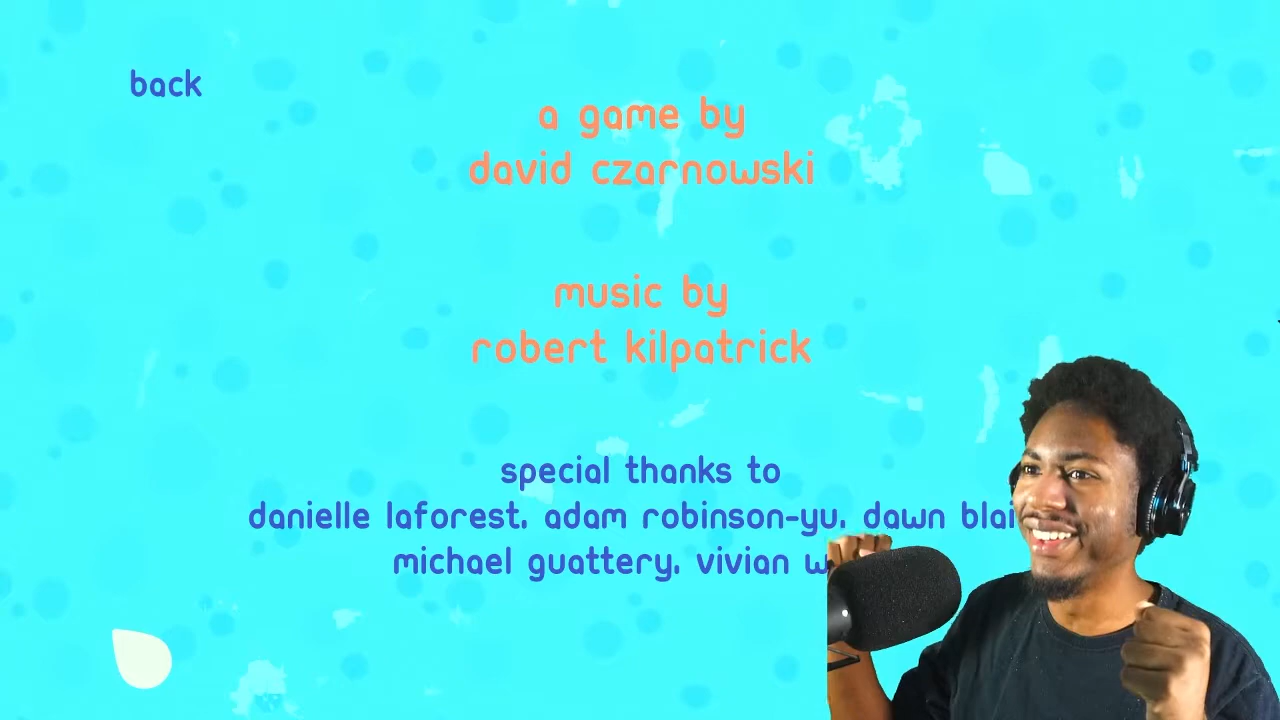 back
a game by
david czarnowski
music by
robert kilpatrick
special thanks to
danielle laforest, adam robinson-yu, dawn
michael guattery, vivian